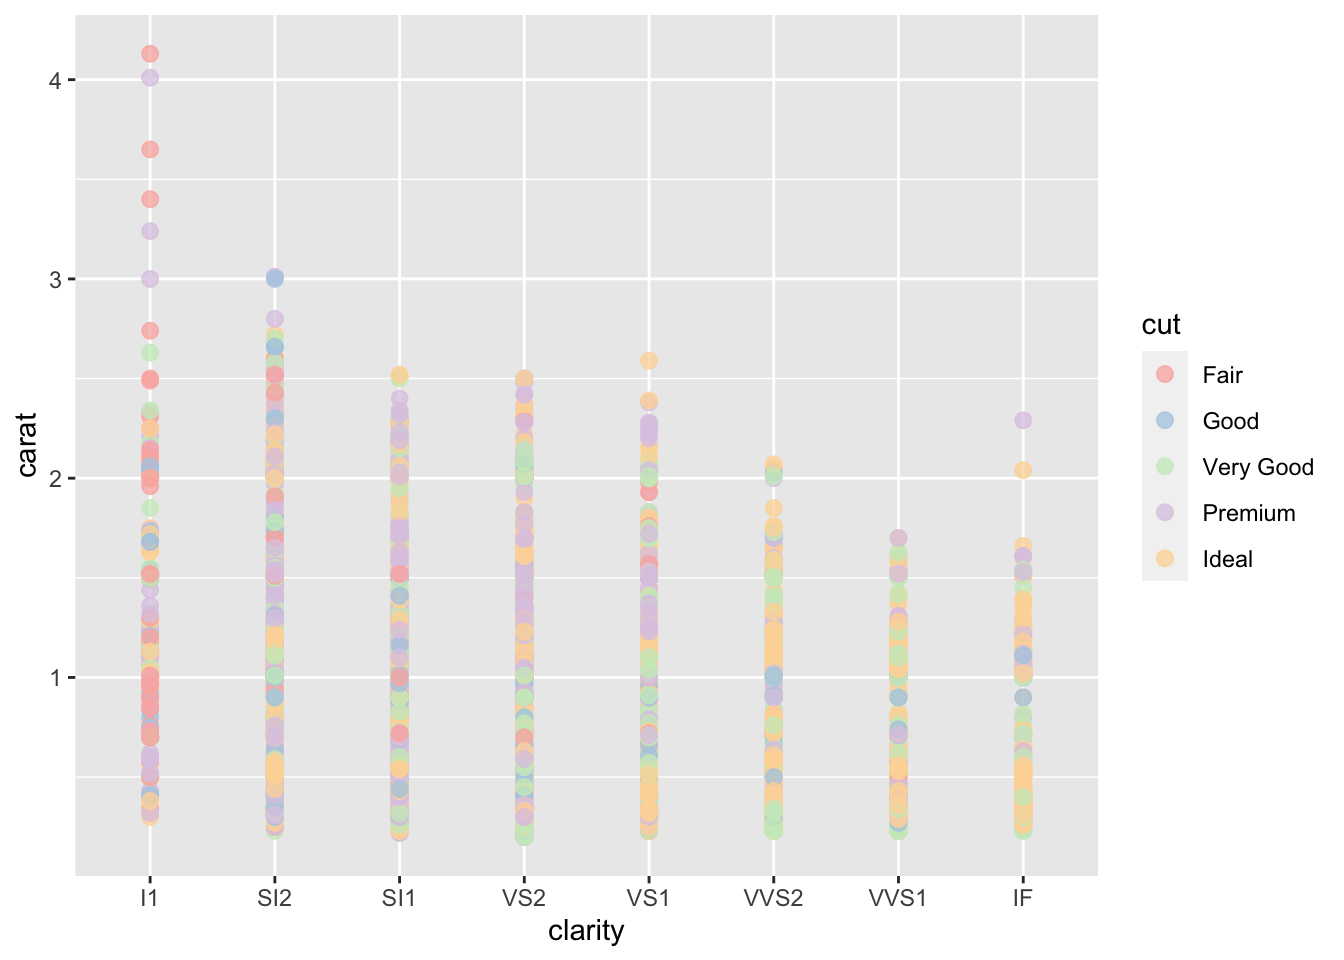 4
3
2
1
carat
I1 SI2 SI1 VS2 VS1 VVS2 VVS1 IF
clarity
cut
Fair
Good
Very Good
Premium
Ideal